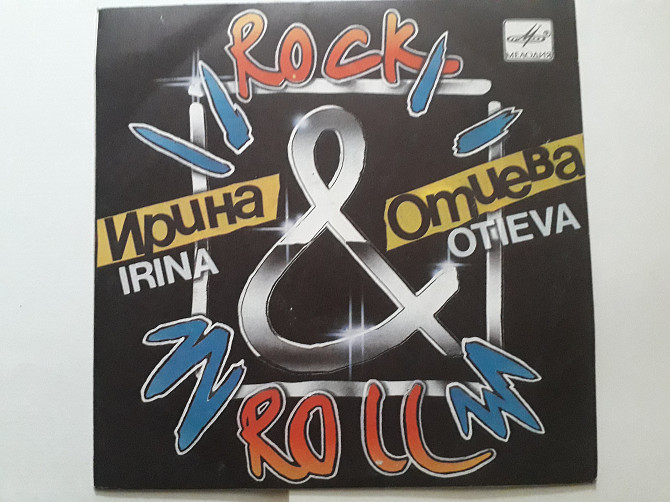 ROCK
МЕЛОДИЯ
&
Ирина
IRINA
Отиева
OTIEVA
ROLL